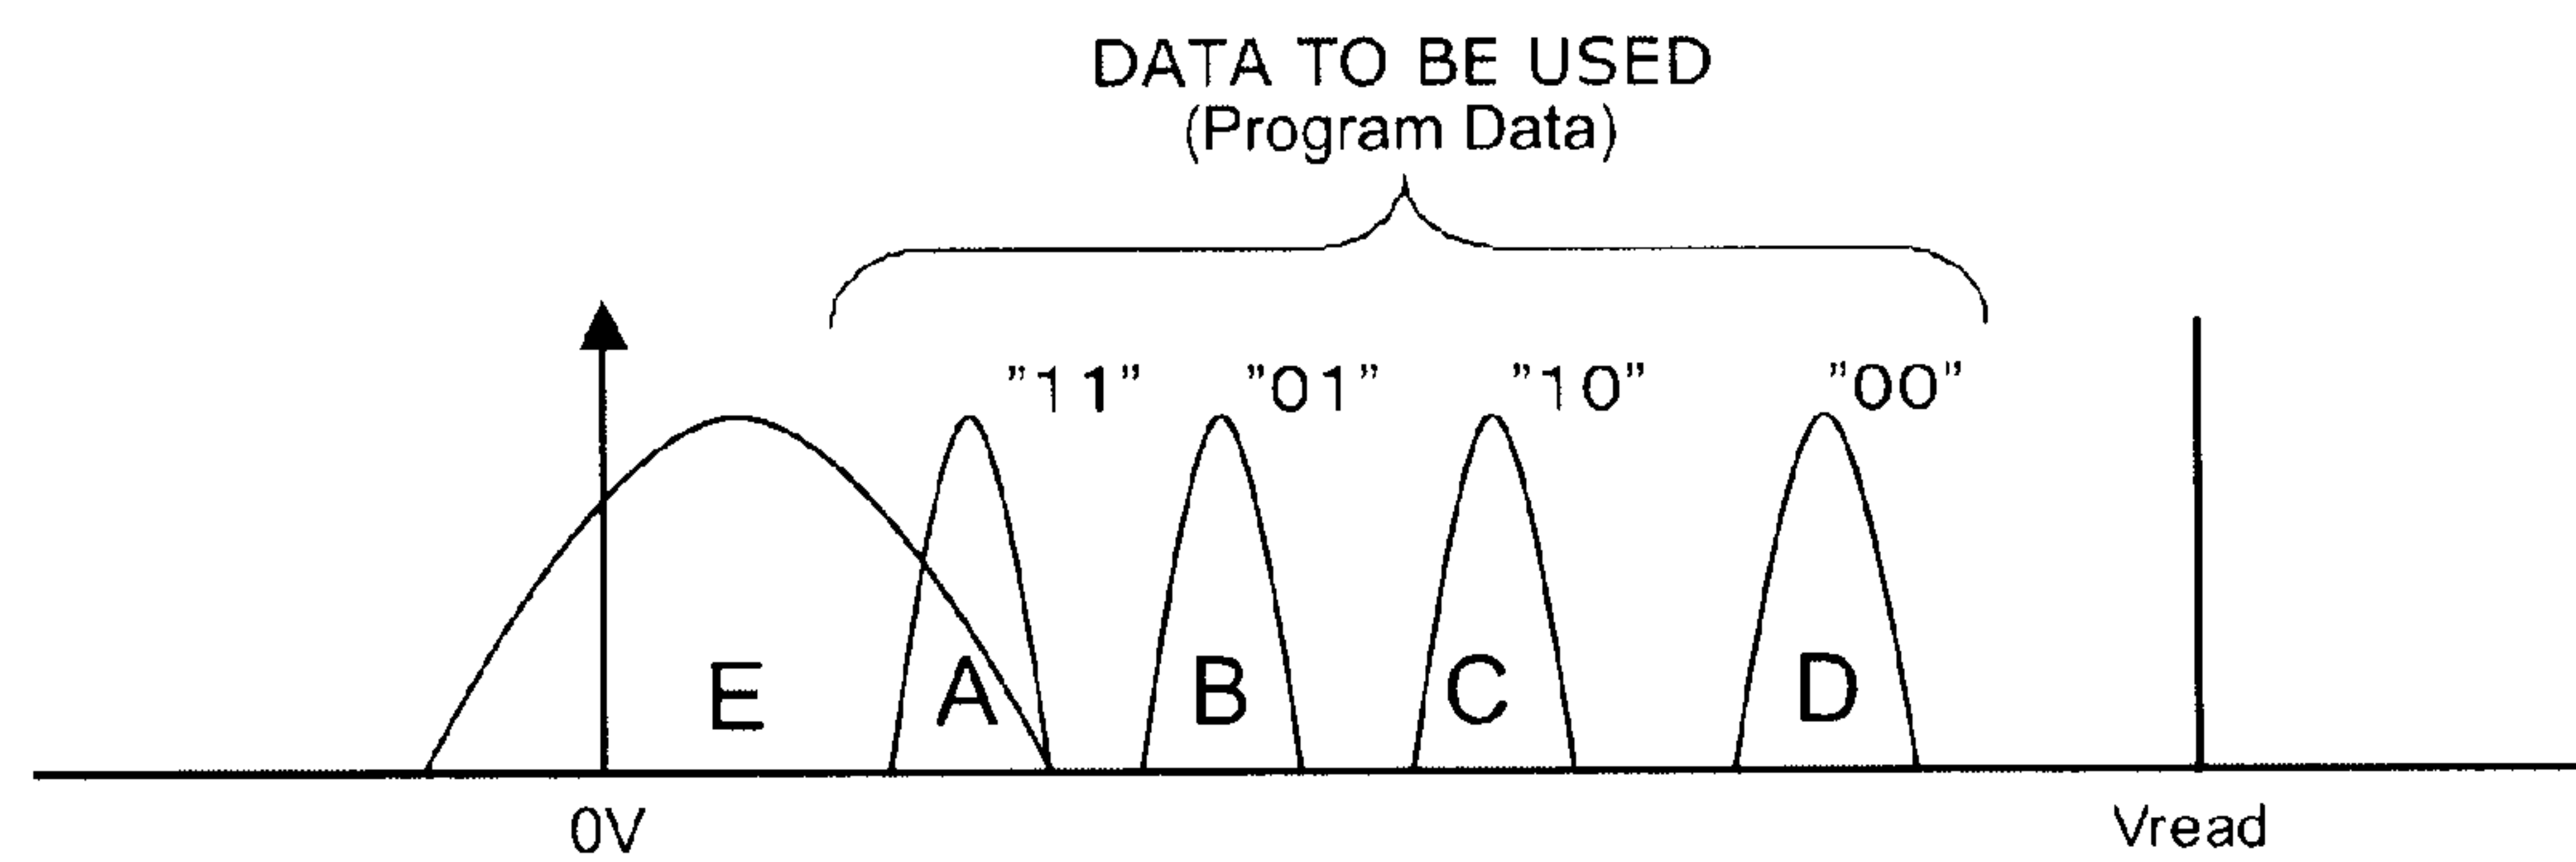 DATA TO BE USED
(Program Data)
"11" "01" "10" "00"
E A B C D
0V Vread